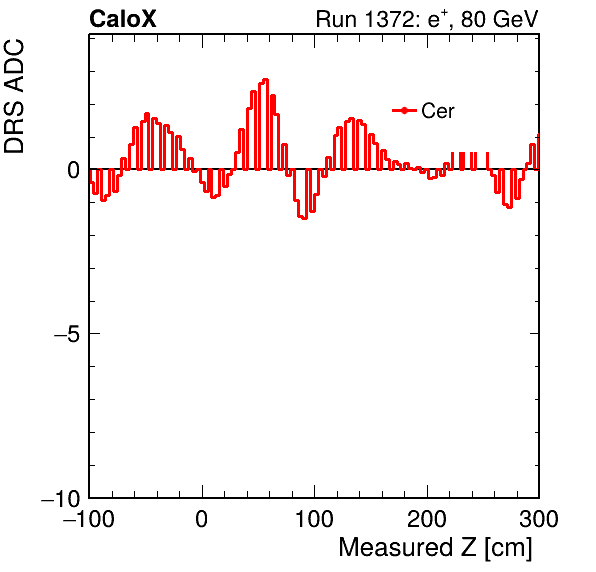 CaloX Run 1372: e⁺, 80 GeV
DRS ADC
Cer
0
−5
−10
−100 0 100 200 300
Measured Z [cm]